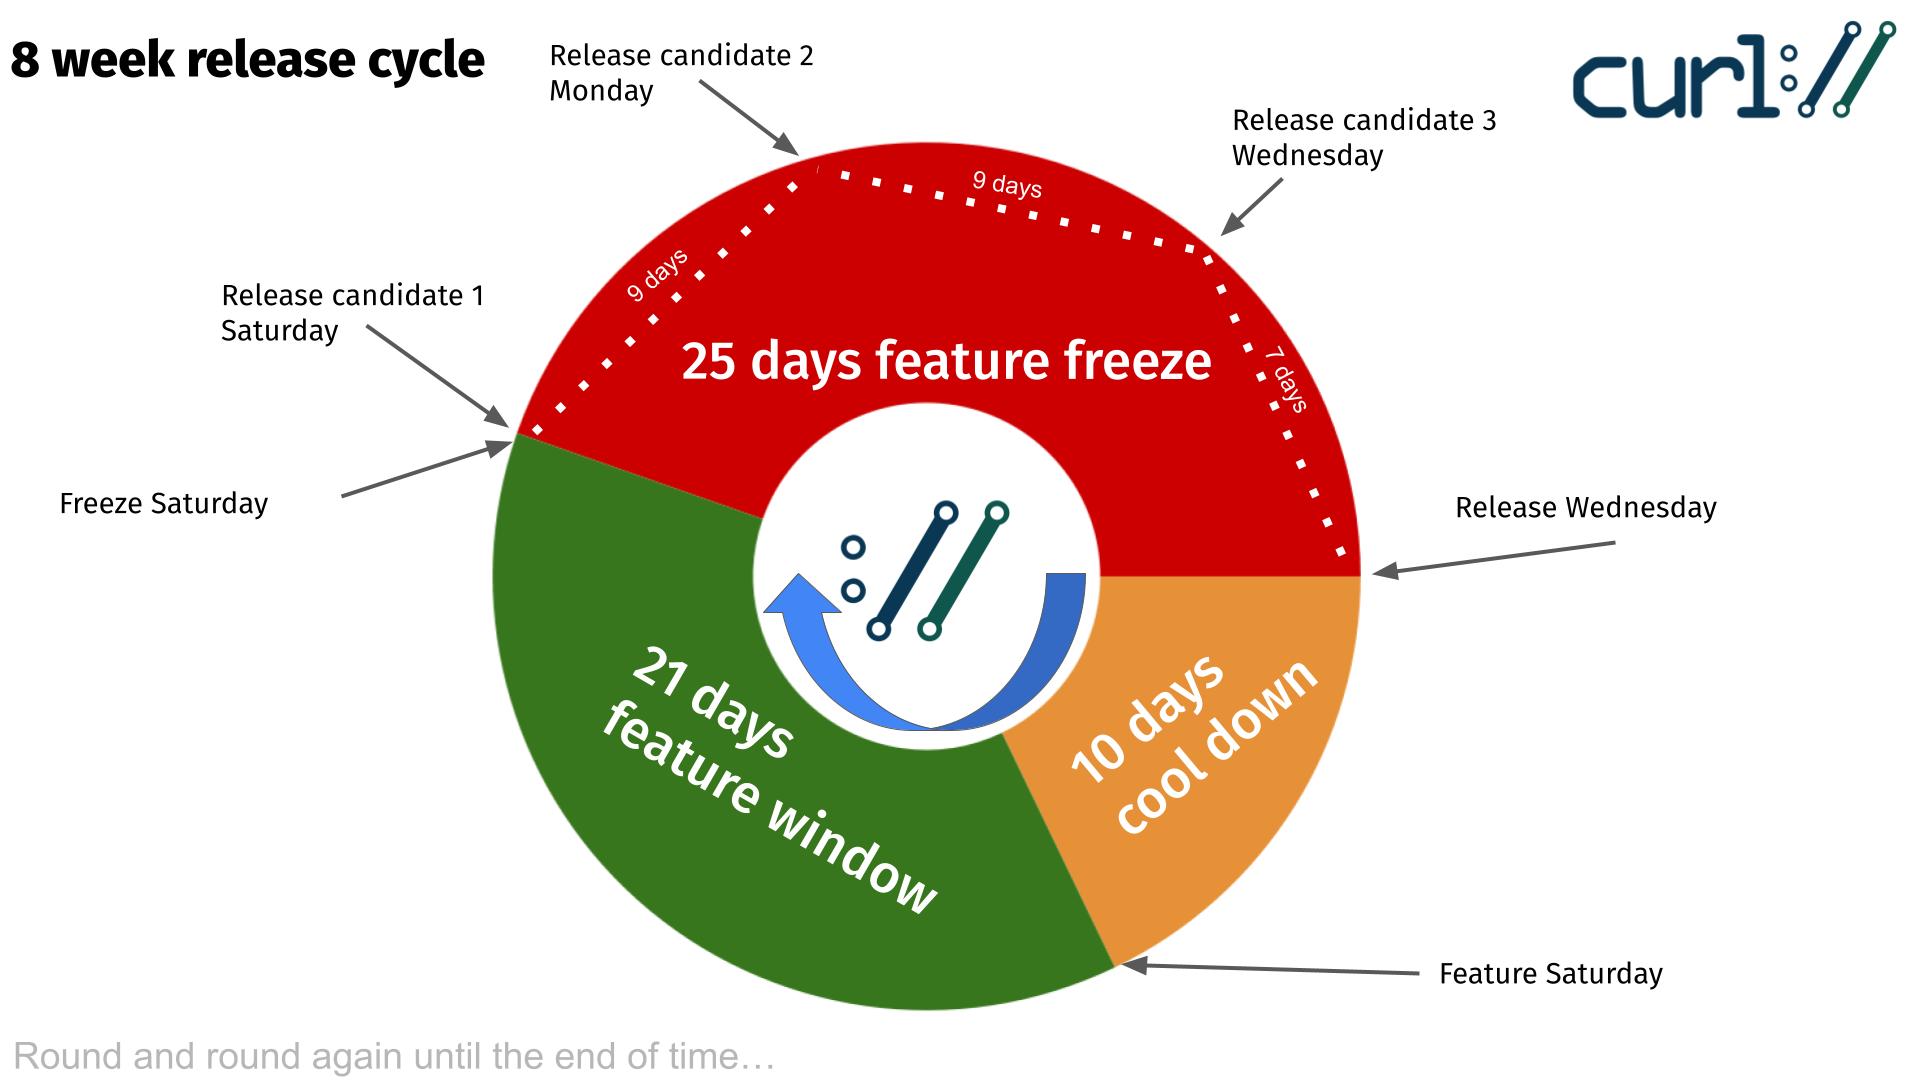 8 week release cycle
Release candidate 2
Monday
curl://
Release candidate 3
Wednesday
9 days
9 days
Release candidate 1
Saturday
25 days feature freeze
7 days
Freeze Saturday
Release Wednesday
://
21 days
feature window
10 days
cool down
Feature Saturday
Round and round again until the end of time…